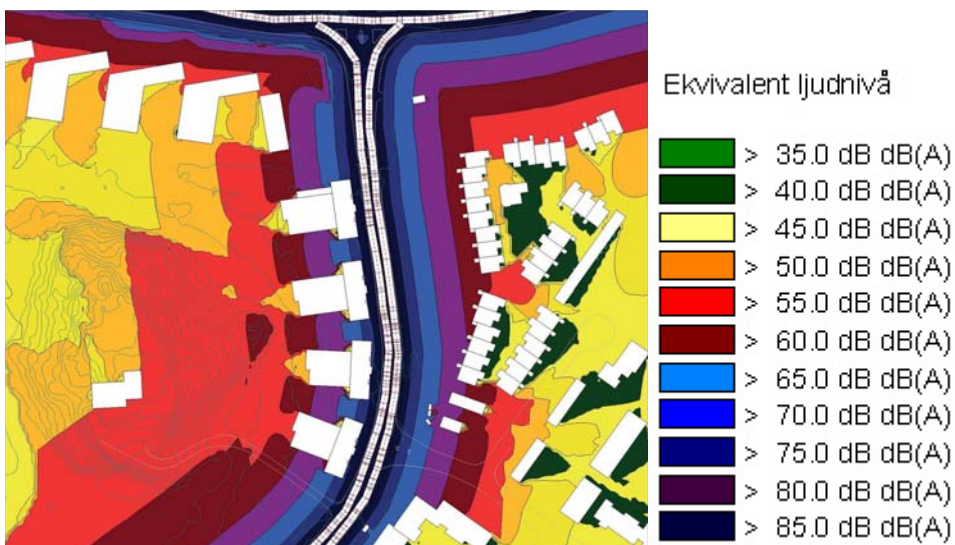 Ekvivalent ljudnivå
> 35.0 dB dB(A)
> 40.0 dB dB(A)
> 45.0 dB dB(A)
> 50.0 dB dB(A)
> 55.0 dB dB(A)
> 60.0 dB dB(A)
> 65.0 dB dB(A)
> 70.0 dB dB(A)
> 75.0 dB dB(A)
> 80.0 dB dB(A)
> 85.0 dB dB(A)